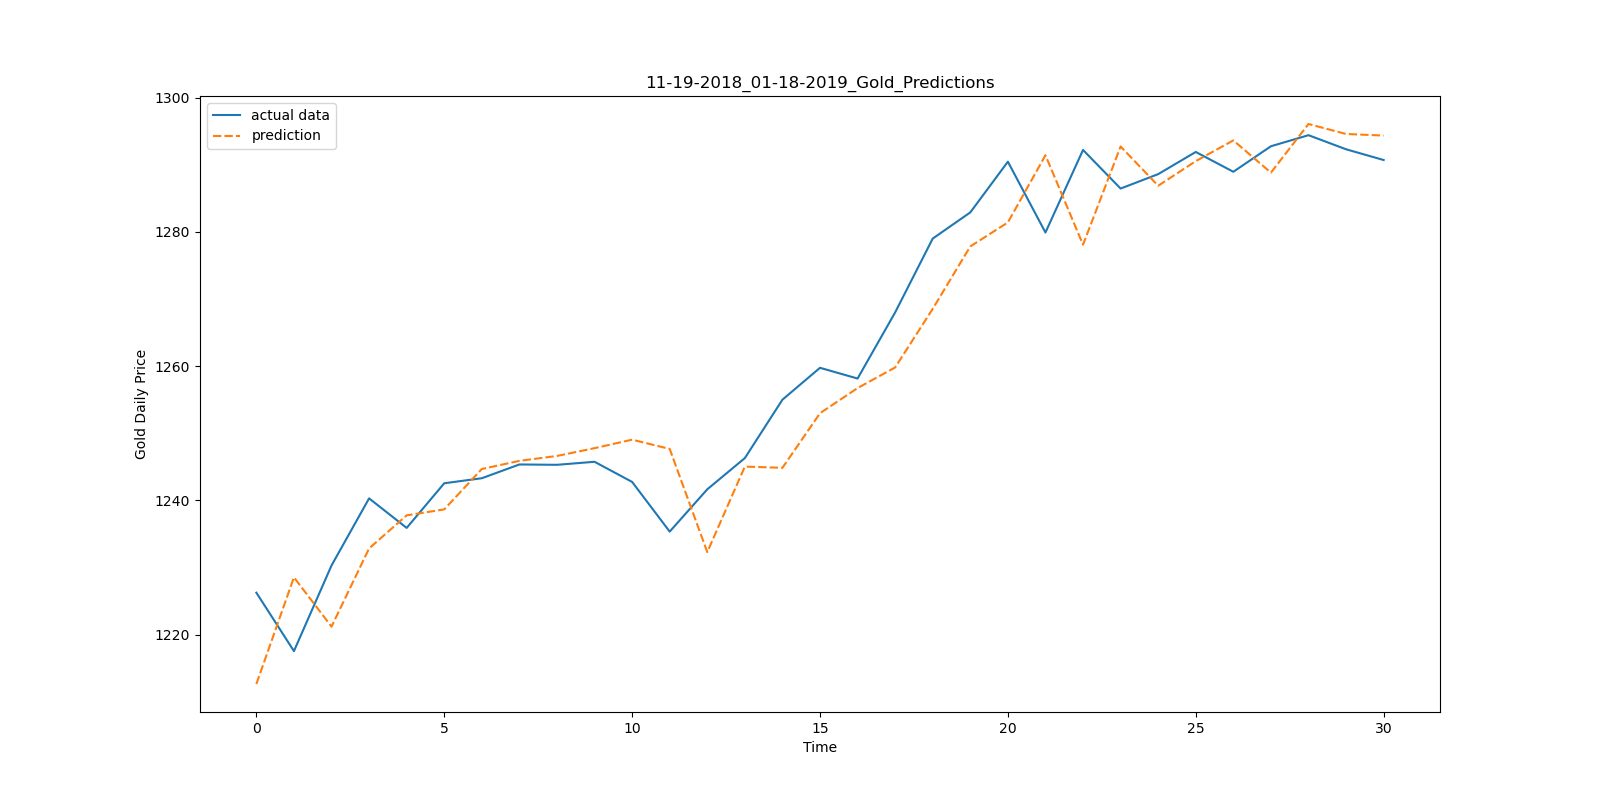 11-19-2018_01-18-2019_Gold_Predictions
actual data
prediction
Gold Daily Price
1300
1280
1260
1240
1220
0 5 10 15 20 25 30
Time